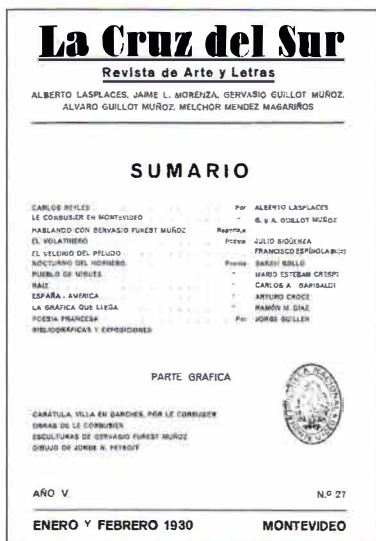 La Cruz del Sur
Revista de Arte y Letras
ALBERTO LASPLACES, JAIME L. MORENZA, GERVASIO GUILLOT MUÑOZ,
ALVARO GUILLOT MUÑOZ, MELCHOR MENDEZ MAGARIÑOS
SUMARIO
CARLOS REYLES Por ALBERTO LASPLACES
LE CORBUSIER EN MONTEVIDEO " G. y A. GUILLOT MUÑOZ
HABLANDO CON GERVASIO FUREST MUÑOZ Reportaje
EL VOLATINERO Poema JULIO SIGÜENZA
EL VELORIO DEL PELUDO FRANCISCO ESPÍNOLA
NOCTURNO DEL HORNERO Poema SARAH BOLLO
PUEBLO DE MIGUES " MARIO ESTEBAN CRESPI
RAIZ " CARLOS A. GARIBALDI
ESPAÑA - AMERICA " ARTURO CROCE
LA GRÁFICA QUE LLEGA " RAMÓN M. DÍAZ
POESIA FRANCESA Por JORGE GUILLEN
BIBLIOGRÁFICAS Y EXPOSICIONES
PARTE GRAFICA
CARÁTULA, VILLA EN GARCHES, POR LE CORBUSIER
OBRAS DE LE CORBUSIER
ESCULTURAS DE GERVASIO FUREST MUÑOZ
DIBUJO DE JORGE N. PETROFF
AÑO V. N.º 27
ENERO Y FEBRERO 1930 MONTEVIDEO